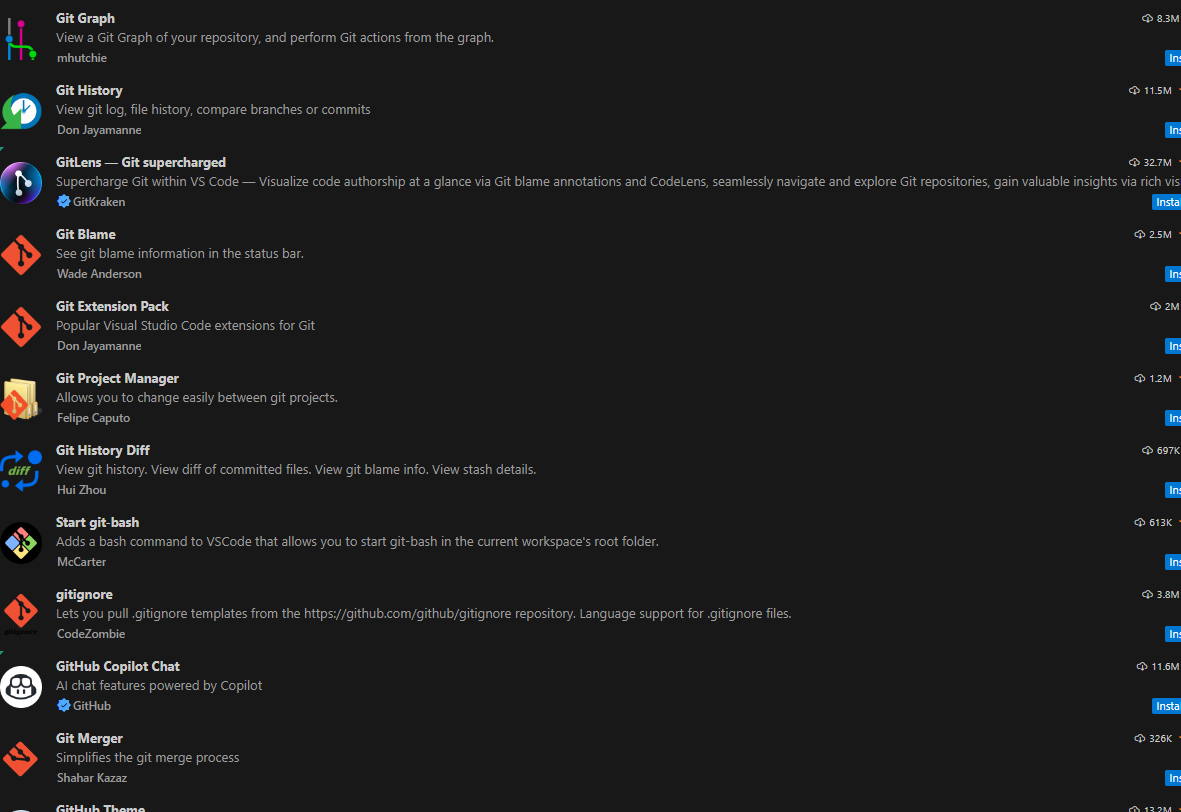 Git Graph
8.3M
View a Git Graph of your repository, and perform Git actions from the graph.
mhutchie
Ins
Git History
11.5M
View git log, file history, compare branches or commits
Don Jayamanne
Ins
GitLens — Git supercharged
32.7M
Supercharge Git within VS Code — Visualize code authorship at a glance via Git blame annotations and CodeLens, seamlessly navigate and explore Git repositories, gain valuable insights via rich vis
GitKraken
Insta
Git Blame
2.5M
See git blame information in the status bar.
Wade Anderson
Ins
Git Extension Pack
2M
Popular Visual Studio Code extensions for Git
Don Jayamanne
Ins
Git Project Manager
1.2M
Allows you to change easily between git projects.
Felipe Caputo
Ins
diff
Git History Diff
697K
View git history. View diff of committed files. View git blame info. View stash details.
Hui Zhou
Ins
Start git-bash
613K
Adds a bash command to VSCode that allows you to start git-bash in the current workspace's root folder.
McCarter
Ins
gitignore
gitignore
3.8M
Lets you pull .gitignore templates from the https://github.com/github/gitignore repository. Language support for .gitignore files.
CodeZombie
Ins
GitHub Copilot Chat
11.6M
AI chat features powered by Copilot
GitHub
Insta
Git Merger
326K
Simplifies the git merge process
Shahar Kazaz
Ins
GitHub Theme
13.2M